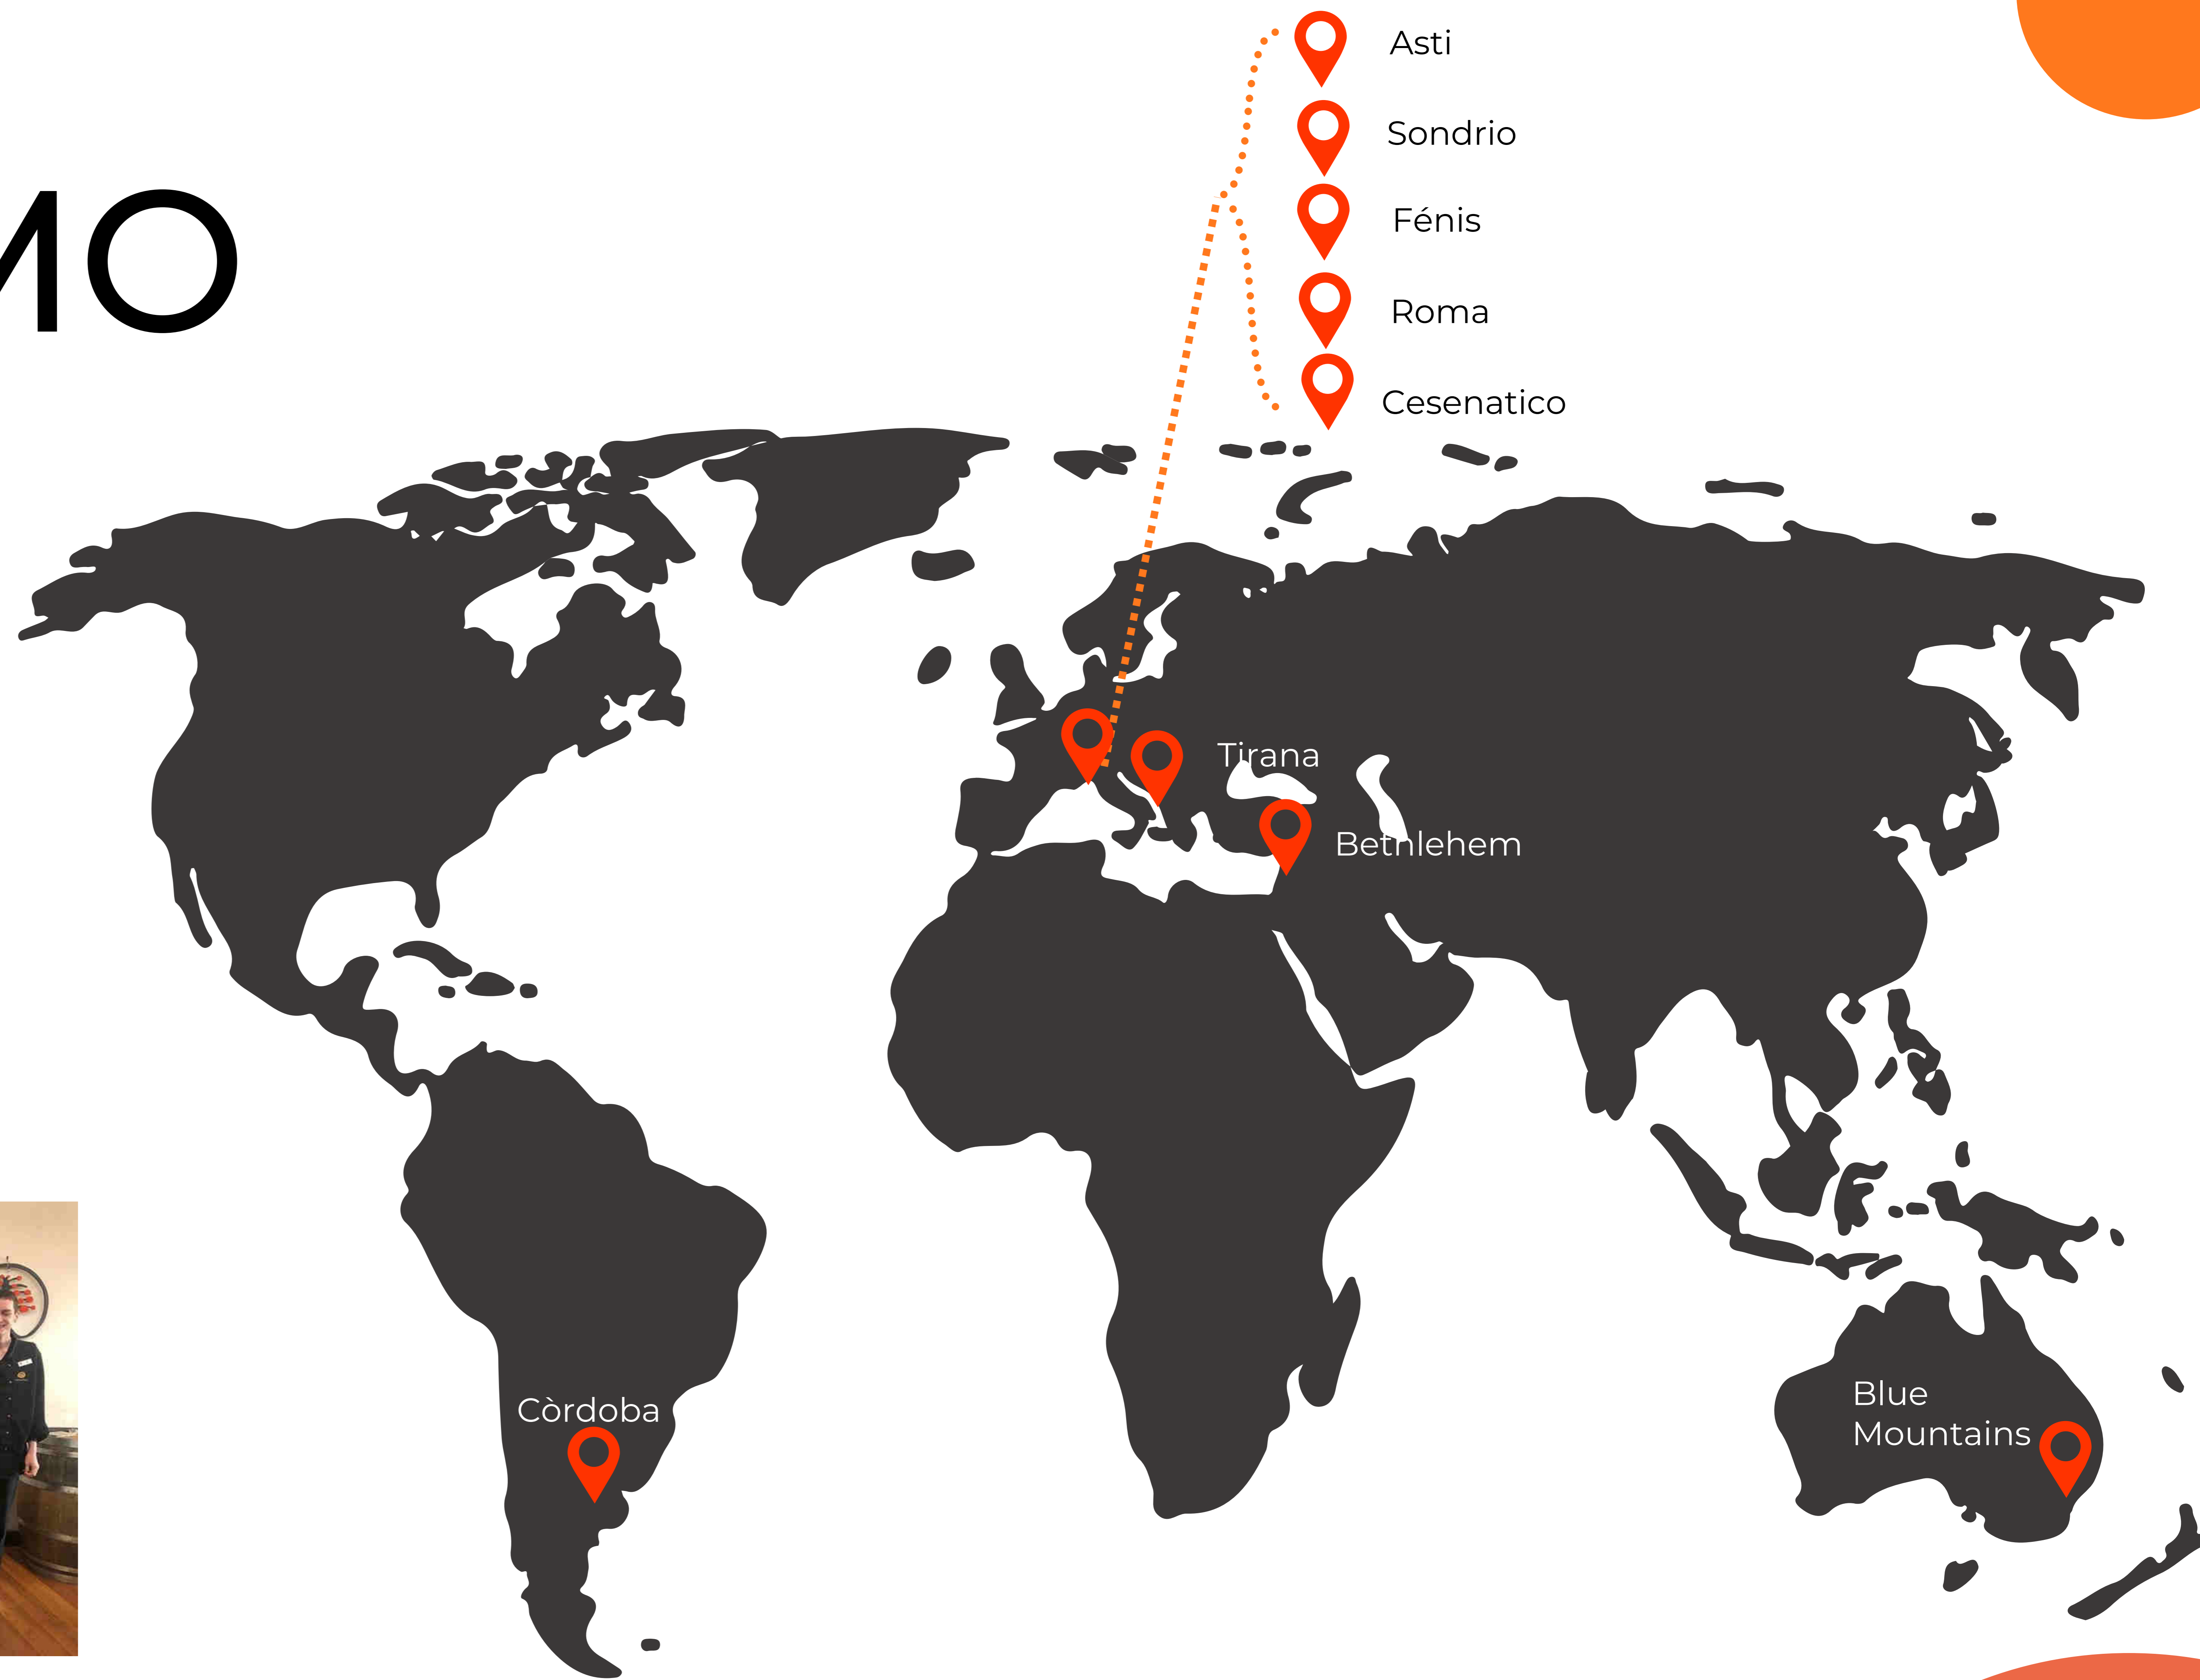 MO
Asti
Sondrio
Fénis
Roma
Cesenatico
Tirana
Bethlehem
Còrdoba
Blue
Mountains